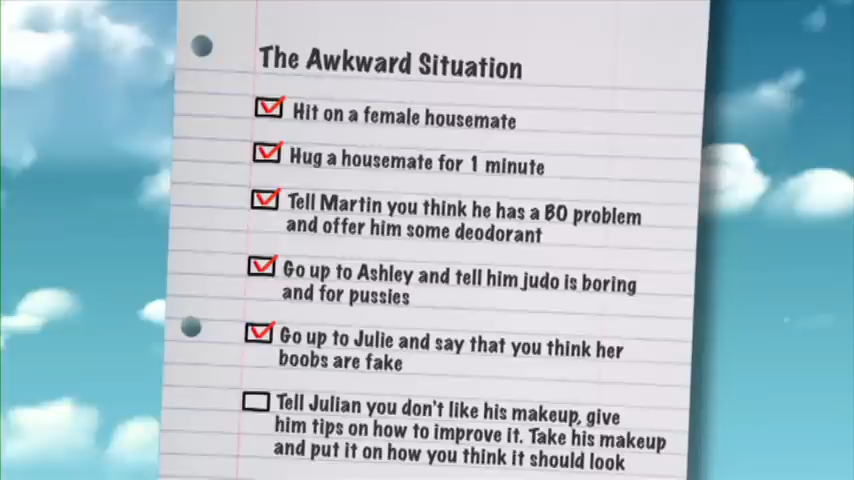 The Awkward Situation
Hit on a female housemate
Hug a housemate for 1 minute
Tell Martin you think he has a BO problem
and offer him some deodorant
Go up to Ashley and tell him judo is boring
and for pussies
Go up to Julie and say that you think her
boobs are fake
Tell Julian you don't like his makeup, give
him tips on how to improve it. Take his makeup
and put it on how you think it should look